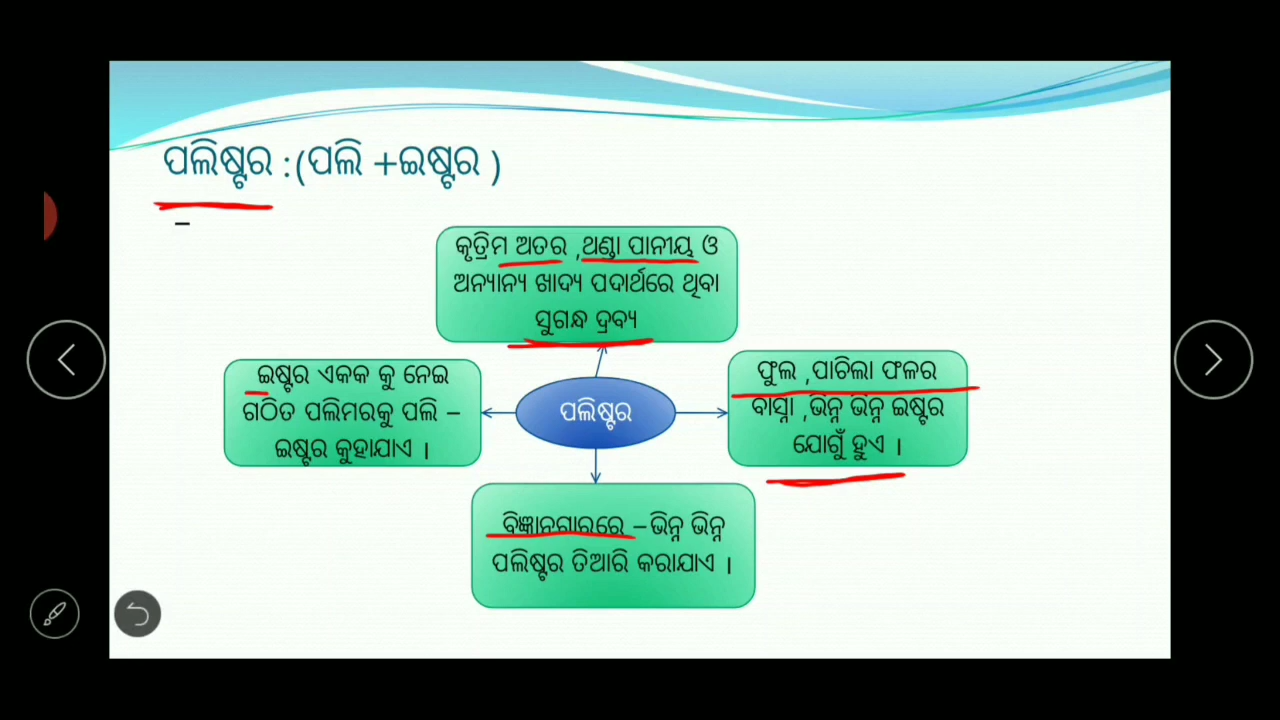 ପଲିଷ୍ଟର :(ପଲି +ଇଷ୍ଟର )
–
କୃତ୍ରିମ ଅତର ,ଥଣ୍ଡା ପାନୀୟ ଓ
ଅନ୍ୟାନ୍ୟ ଖାଦ୍ୟ ପଦାର୍ଥରେ ଥିବା
ସୁଗନ୍ଧ ଦ୍ରବ୍ୟ
ଇଷ୍ଟର ଏକକ କୁ ନେଇ
ଗଠିତ ପଲିମରକୁ ପଲି –
ଇଷ୍ଟର କୁହାଯାଏ ।
ପଲିଷ୍ଟର
ଫୁଲ ,ପାଚିଲା ଫଳର
ବାସ୍ନା ,ଭିନ୍ନ ଭିନ୍ନ ଇଷ୍ଟର
ଯୋଗୁଁ ହୁଏ ।
ବିଜ୍ଞାନଗାରରେ –ଭିନ୍ନ ଭିନ୍ନ
ପଲିଷ୍ଟର ତିଆରି କରାଯାଏ ।